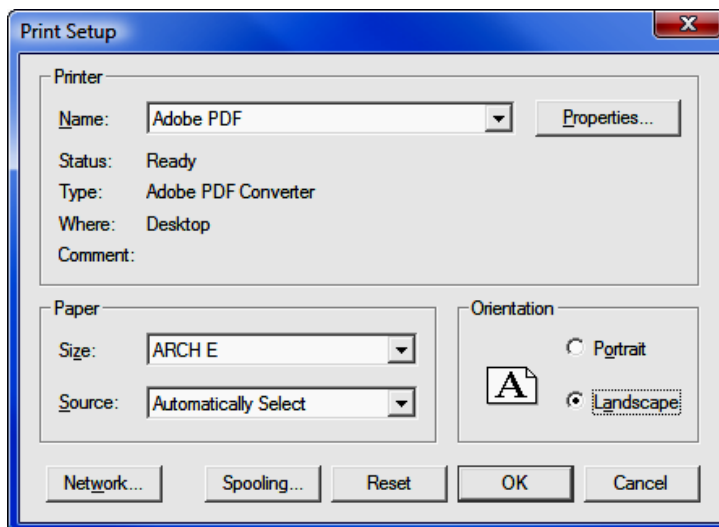 Print Setup
Printer
Name: Adobe PDF Properties...
Status: Ready
Type: Adobe PDF Converter
Where: Desktop
Comment:
Paper
Size: ARCH E
Source: Automatically Select
Orientation
Portrait
A
Landscape
Network... Spooling... Reset OK Cancel